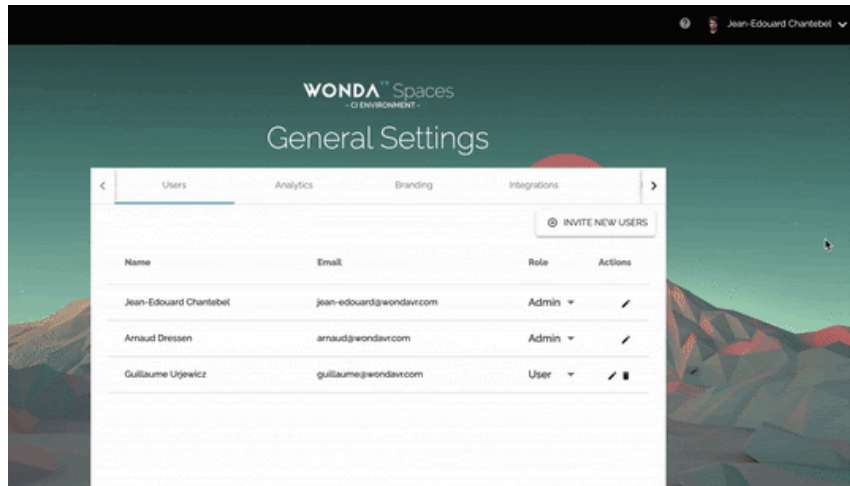 Jean-Edouard Chantebel
WONDA VR Spaces
- CI ENVIRONMENT -
General Settings
Users Analytics Branding Integrations
INVITE NEW USERS
Name Email Role Actions
Jean-Edouard Chantebel jean-edouard@wondavr.com Admin
Arnaud Dressen arnaud@wondavr.com Admin
Guillaume Urjewicz guillaume@wondavr.com User